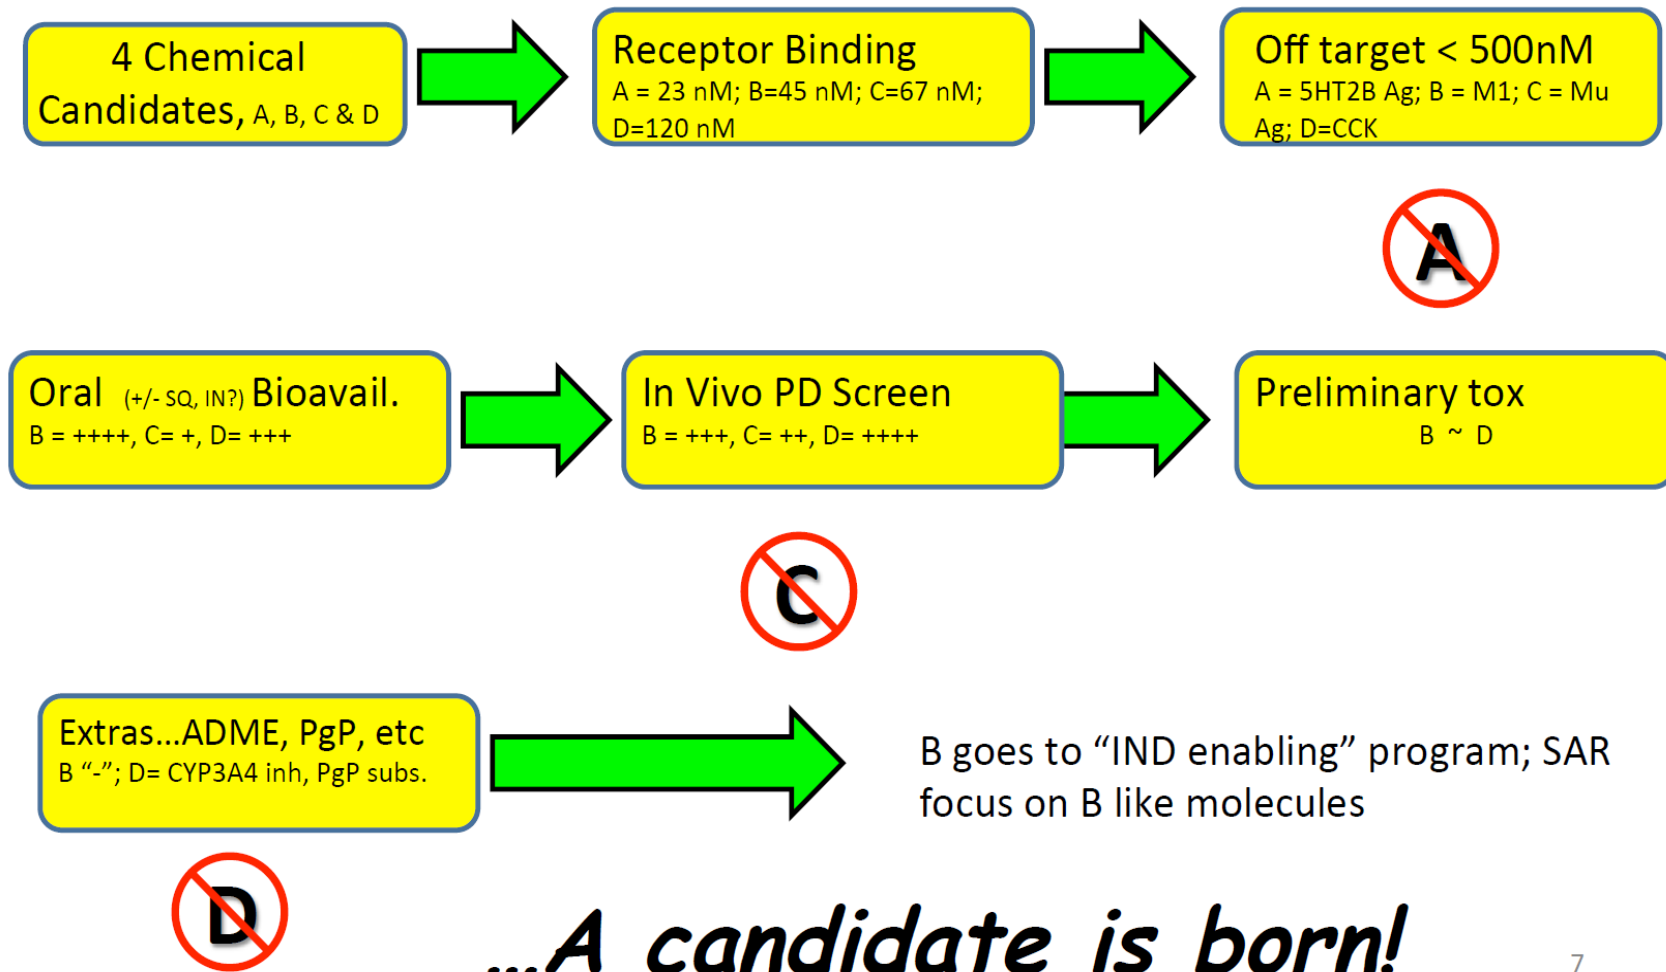 4 Chemical
Candidates, A, B, C & D
Receptor Binding
A = 23 nM; B=45 nM; C=67 nM;
D=120 nM
Off target < 500nM
A = 5HT2B Ag; B = M1; C = Mu
Ag; D=CCK
A
Oral (+/- SQ, IN?) Bioavail.
B = ++++, C= +, D= +++
In Vivo PD Screen
B = +++, C= ++, D= ++++
Preliminary tox
B ~ D
C
Extras...ADME, PgP, etc
B “-”; D= CYP3A4 inh, PgP subs.
B goes to “IND enabling” program; SAR
focus on B like molecules
D
...A candidate is born!
7